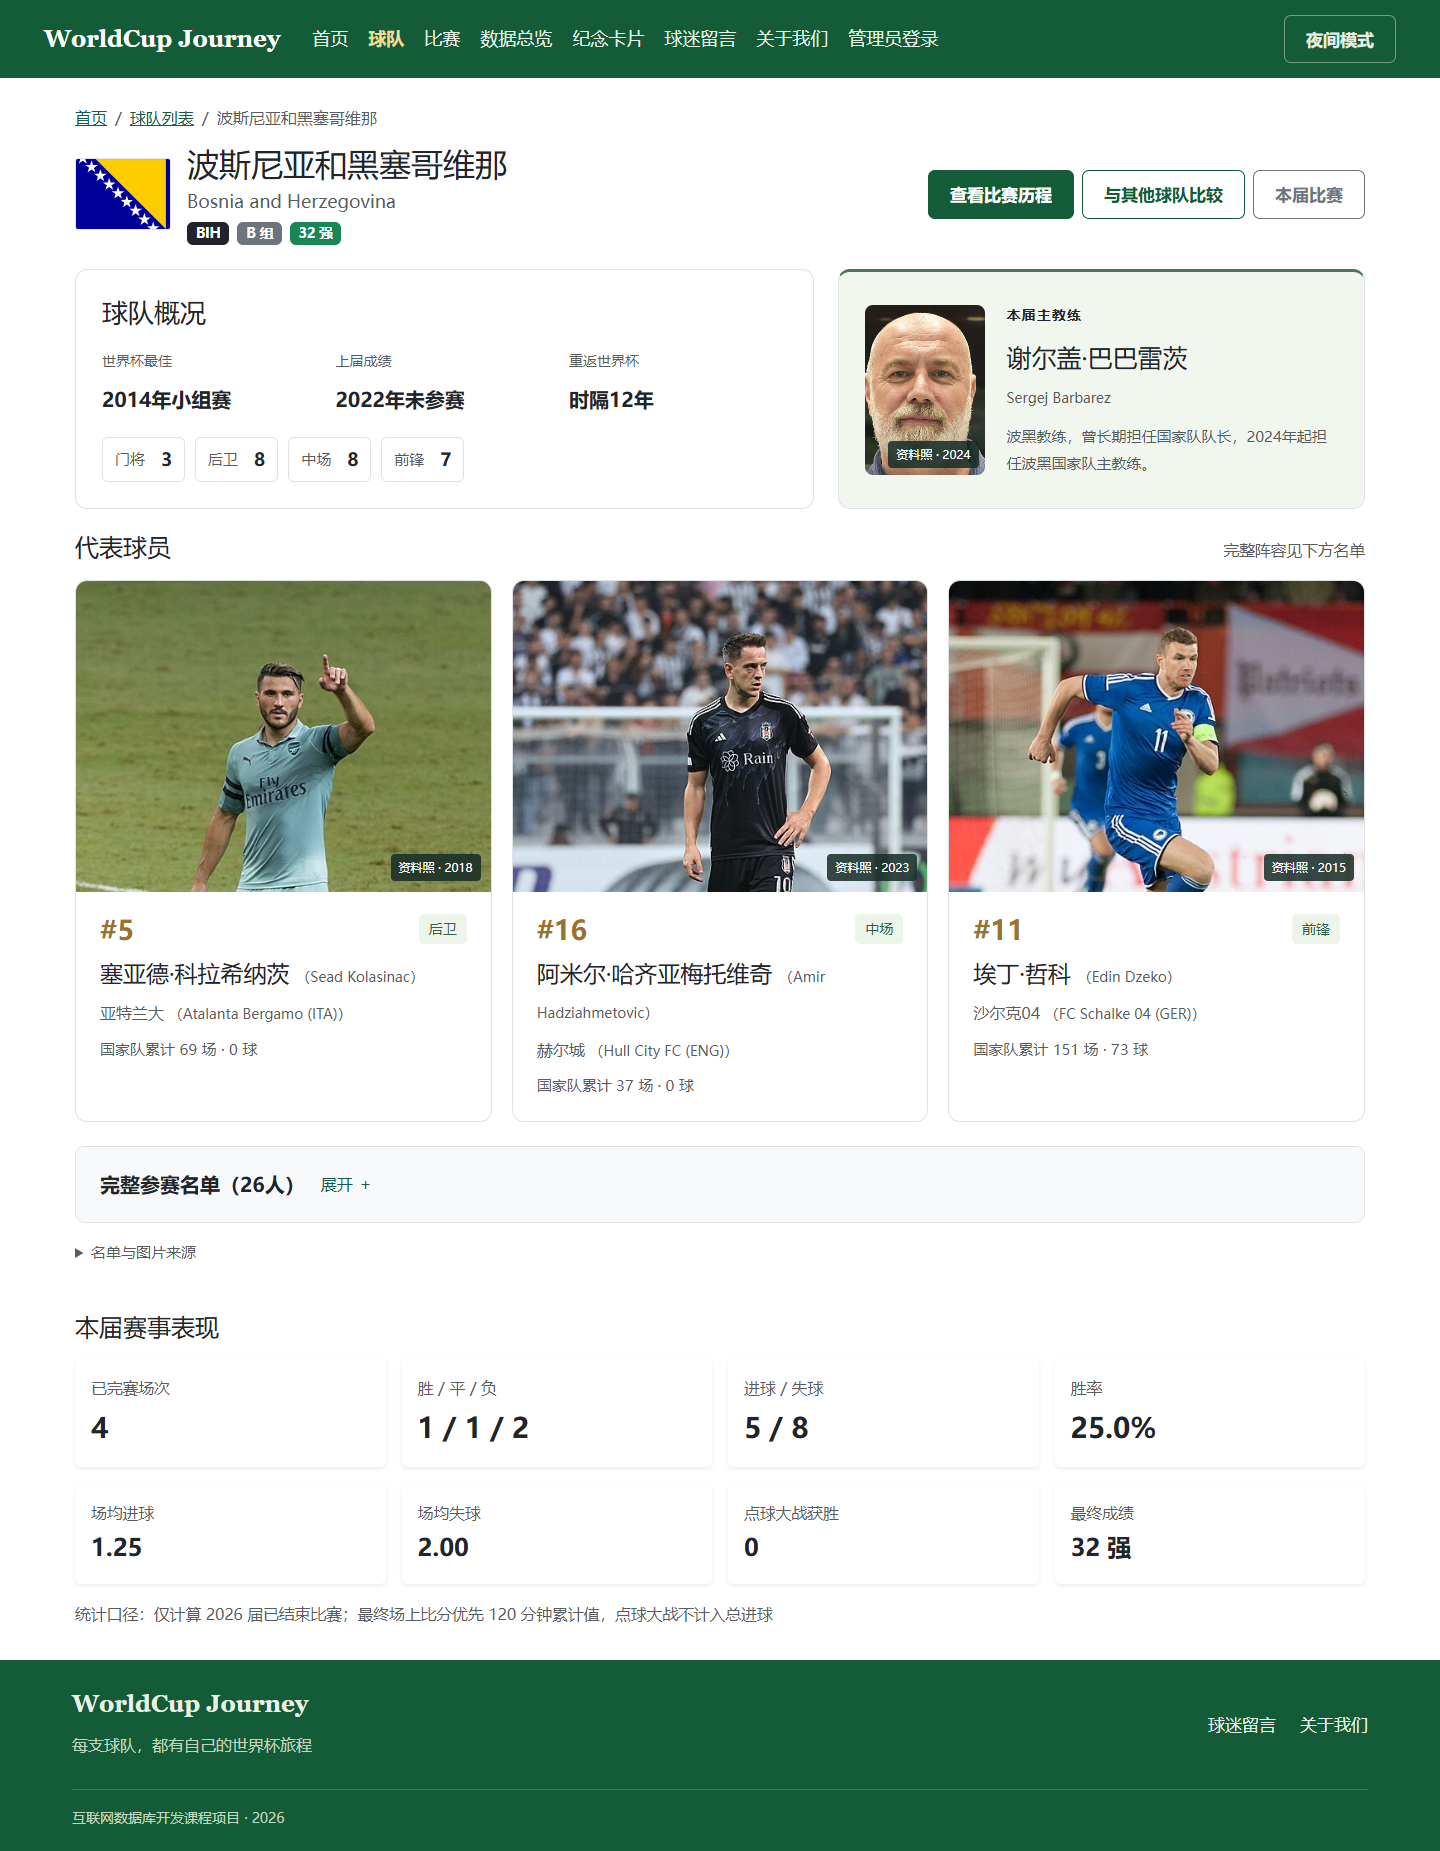 WorldCup Journey 首页 球队 比赛 数据总览 纪念卡片 球迷留言 关于我们 管理员登录 夜间模式
首页 / 球队列表 / 波斯尼亚和黑塞哥维那
波斯尼亚和黑塞哥维那
Bosnia and Herzegovina
BIH B 组 32 强
查看比赛历程 与其他球队比较 本届比赛
球队概况
世界杯最佳 上届成绩 重返世界杯
2014年小组赛 2022年未参赛 时隔12年
门将 3 后卫 8 中场 8 前锋 7
资料照 · 2024
本届主教练
谢尔盖·巴巴雷茨
Sergej Barbarez
波黑教练，曾长期担任国家队队长，2024年起担
任波黑国家队主教练。
代表球员 完整阵容见下方名单
Fly
Emirates
资料照 · 2018
Rain
10
资料照 · 2023
Patriots
11
3
资料照 · 2015
#5 后卫
塞亚德·科拉希纳茨 （Sead Kolasinac）
亚特兰大 （Atalanta Bergamo (ITA)）
国家队累计 69 场 · 0 球
#16 中场
阿米尔·哈齐亚梅托维奇 （Amir
Hadziahmetovic）
赫尔城 （Hull City FC (ENG)）
国家队累计 37 场 · 0 球
#11 前锋
埃丁·哲科 （Edin Dzeko）
沙尔克04 （FC Schalke 04 (GER)）
国家队累计 151 场 · 73 球
完整参赛名单（26人） 展开 +
▶ 名单与图片来源
本届赛事表现
已完赛场次 胜 / 平 / 负 进球 / 失球 胜率
4 1 / 1 / 2 5 / 8 25.0%
场均进球 场均失球 点球大战获胜 最终成绩
1.25 2.00 0 32 强
统计口径：仅计算 2026 届已结束比赛；最终场上比分优先 120 分钟累计值，点球大战不计入总进球
WorldCup Journey
每支球队，都有自己的世界杯旅程
球迷留言 关于我们
互联网数据库开发课程项目 · 2026